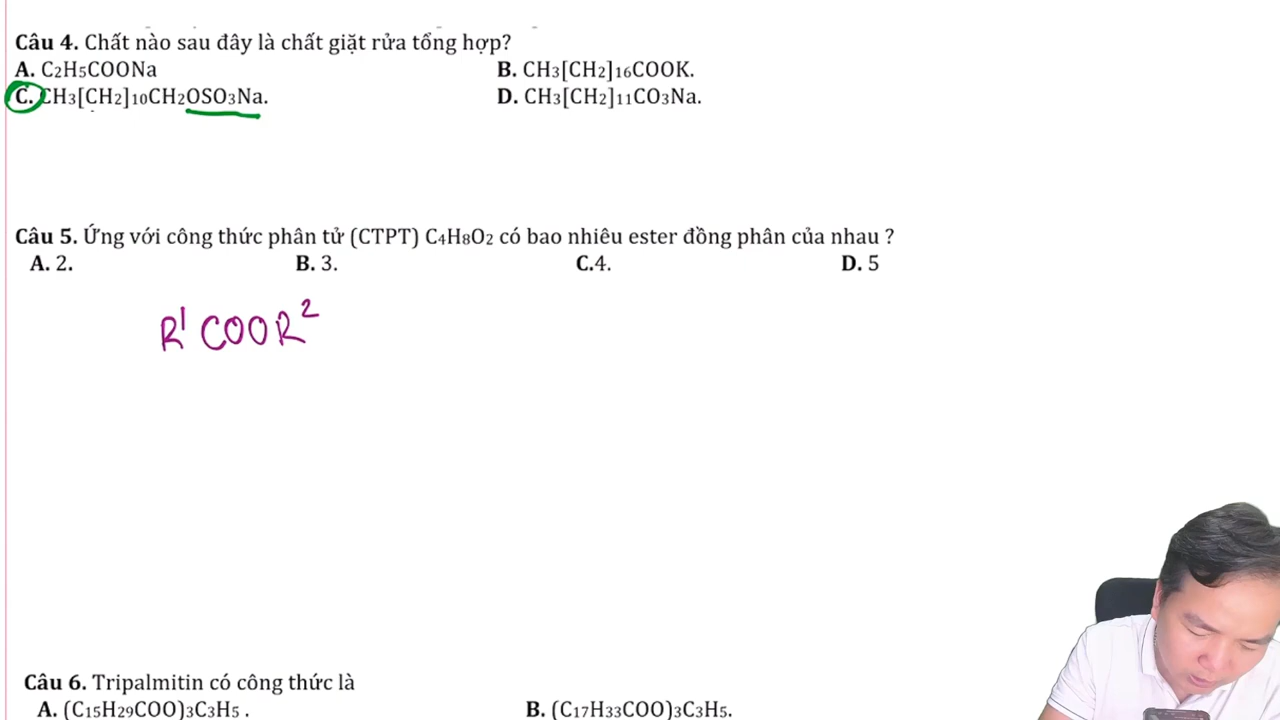 Câu 4. Chất nào sau đây là chất giặt rửa tổng hợp?
A. C2H5COONa B. CH3[CH2]16COOK.
C. CH3[CH2]10CH2OSO3Na. D. CH3[CH2]11CO3Na.
Câu 5. Ứng với công thức phân tử (CTPT) C4H8O2 có bao nhiêu ester đồng phân của nhau ?
A. 2. B. 3. C.4. D. 5
R1 COOR2
Câu 6. Tripalmitin có công thức là
A. (C15H29COO)3C3H5 . B. (C17H33COO)3C3H5.